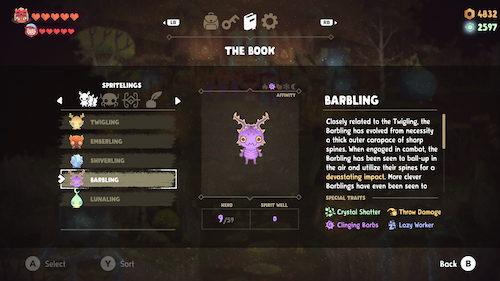 LB
RB
4832
2597
THE BOOK
SPRITELINGS
AFFINITY
TWIGLING
EMBERLING
SHIVERLING
BARBLING
LUNALING
HERD
9/59
SPIRIT WELL
0
BARBLING
Closely related to the Twigling, the
Barbling has evolved from necessity
a thick outer carapace of sharp
spines. When engaged in combat, the
Barbling has been seen to ball-up in
the air and utilize their spines for a
devastating impact. More clever
Barblings have even been seen to
SPECIAL TRAITS
Crystal Shatter
Throw Damage
Clinging Barbs
Lazy Worker
A Select
Y Sort
Back B